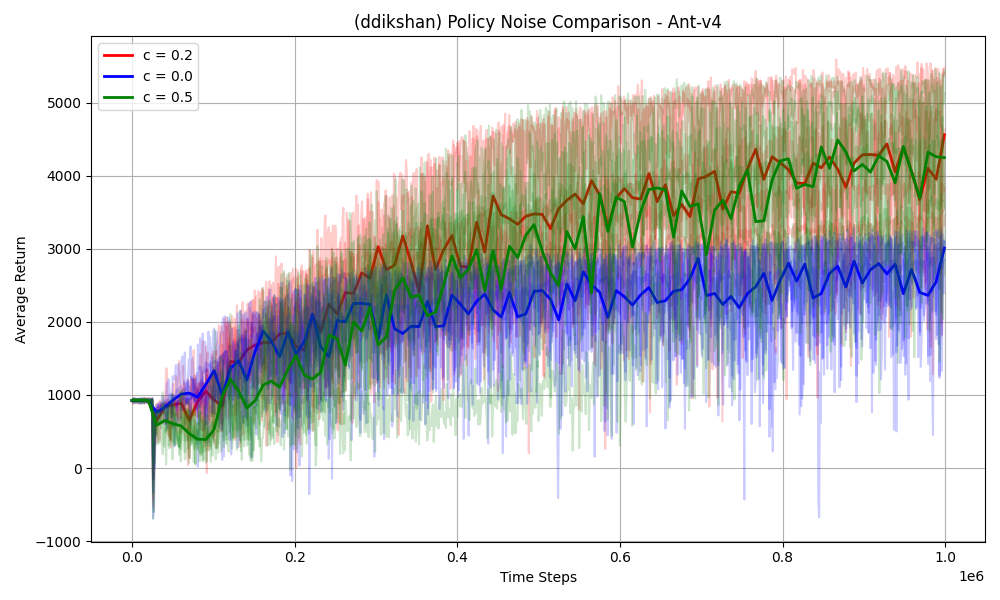 (ddikshan) Policy Noise Comparison - Ant-v4
c = 0.2
c = 0.0
c = 0.5
Average Return
5000
4000
3000
2000
1000
0
−1000
0.0 0.2 0.4 0.6 0.8 1.0
1e6
Time Steps